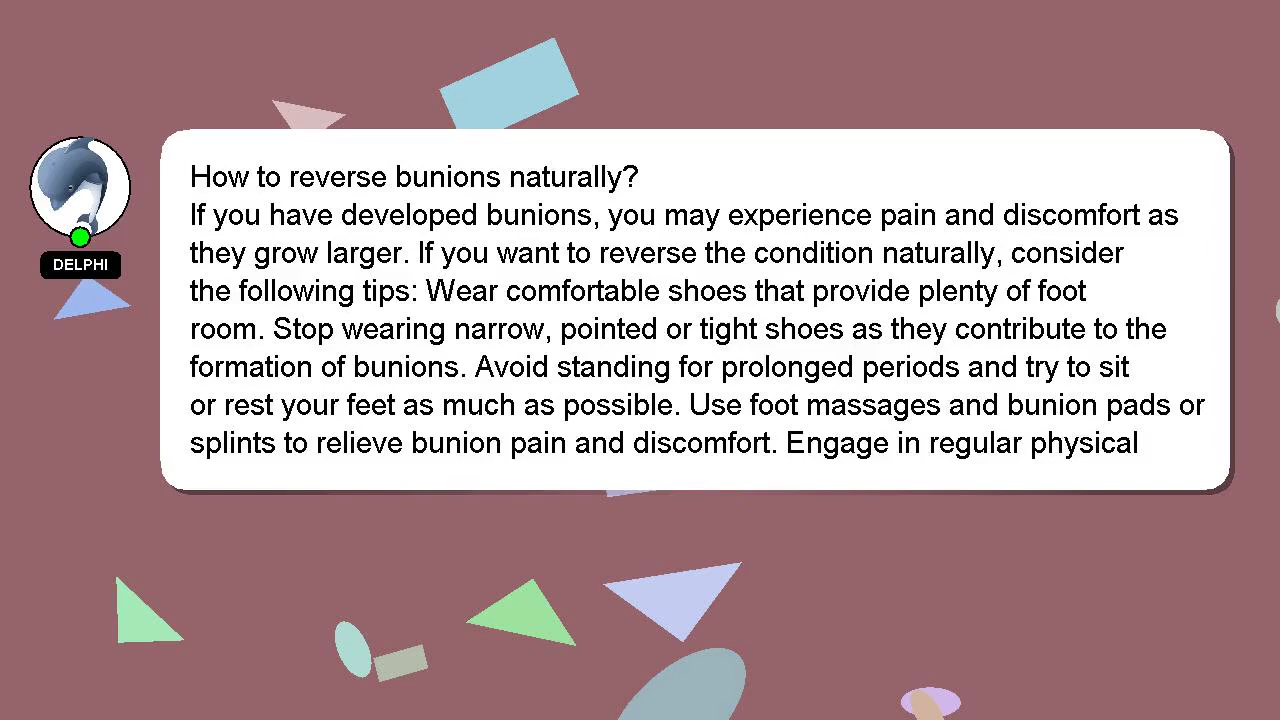 How to reverse bunions naturally?
If you have developed bunions, you may experience pain and discomfort as
they grow larger. If you want to reverse the condition naturally, consider
the following tips: Wear comfortable shoes that provide plenty of foot
room. Stop wearing narrow, pointed or tight shoes as they contribute to the
formation of bunions. Avoid standing for prolonged periods and try to sit
or rest your feet as much as possible. Use foot massages and bunion pads or
splints to relieve bunion pain and discomfort. Engage in regular physical
DELPHI